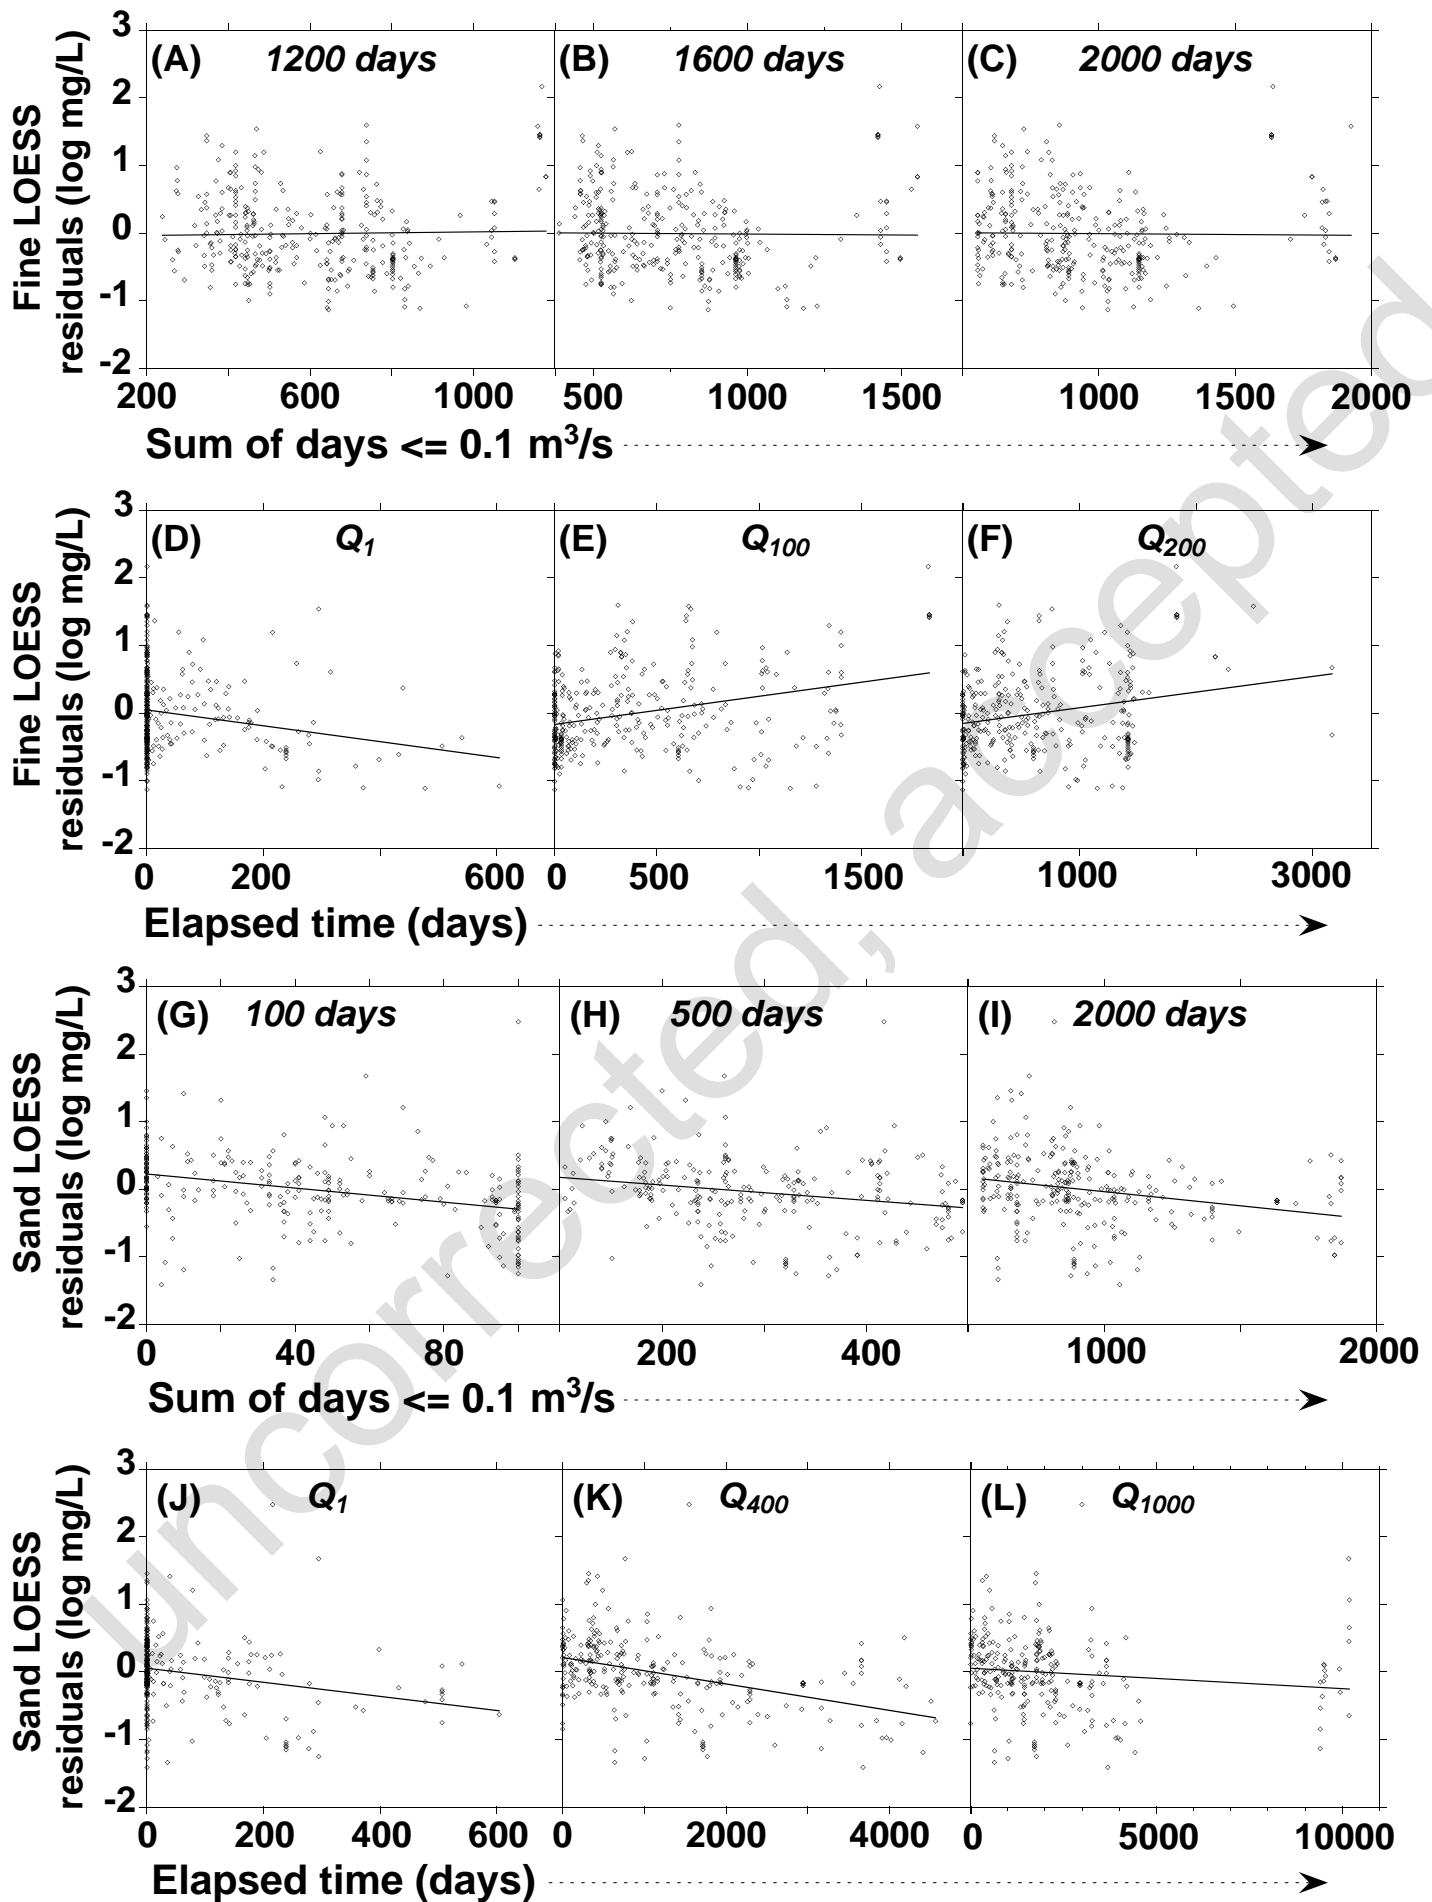 Fine LOESS
residuals (log mg/L)
3
2
1
0
-1
-2
(A) 1200 days
(B) 1600 days
(C) 2000 days
200 600 1000 500 1000 1500 1000 1500 2000
Sum of days <= 0.1 m³/s
Fine LOESS
residuals (log mg/L)
3
2
1
0
-1
-2
(D) Q1
(E) Q100
(F) Q200
0 200 600 0 500 1500 1000 3000
Elapsed time (days)
Sand LOESS
residuals (log mg/L)
3
2
1
0
-1
-2
(G) 100 days
(H) 500 days
(I) 2000 days
0 40 80 200 400 1000 2000
Sum of days <= 0.1 m³/s
Sand LOESS
residuals (log mg/L)
3
2
1
0
-1
-2
(J) Q1
(K) Q400
(L) Q1000
0 200 400 600 0 2000 4000 0 5000 10000
Elapsed time (days)
uncorrected, accepted